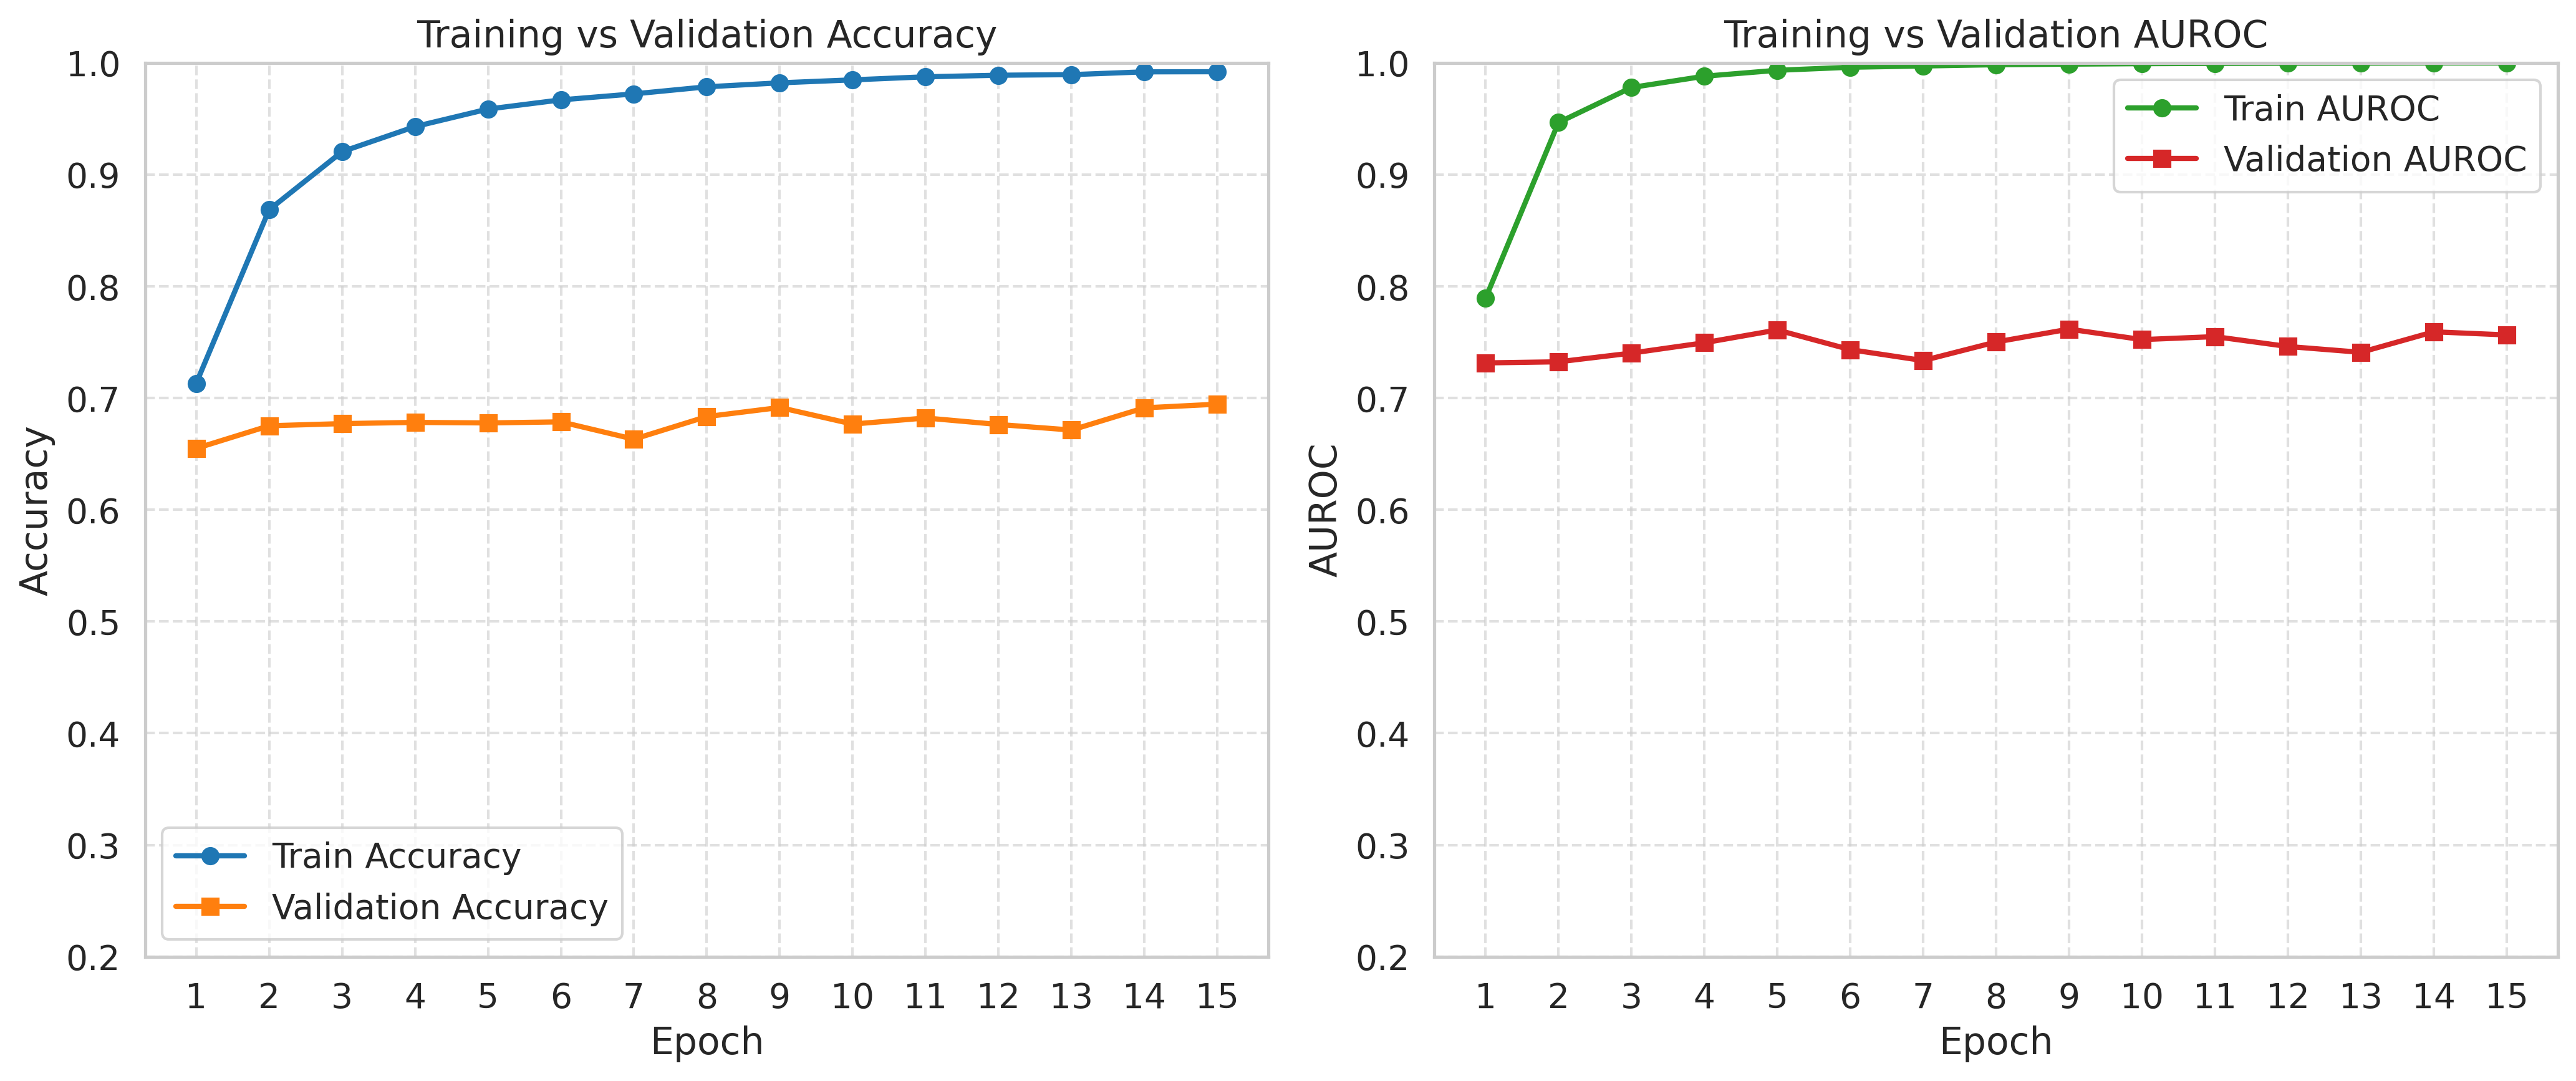 Training vs Validation Accuracy
1.0
0.9
0.8
0.7
0.6
0.5
0.4
0.3
0.2
Accuracy
Train Accuracy
Validation Accuracy
1 2 3 4 5 6 7 8 9 10 11 12 13 14 15
Epoch
Training vs Validation AUROC
1.0
0.9
0.8
0.7
0.6
0.5
0.4
0.3
0.2
AUROC
Train AUROC
Validation AUROC
1 2 3 4 5 6 7 8 9 10 11 12 13 14 15
Epoch